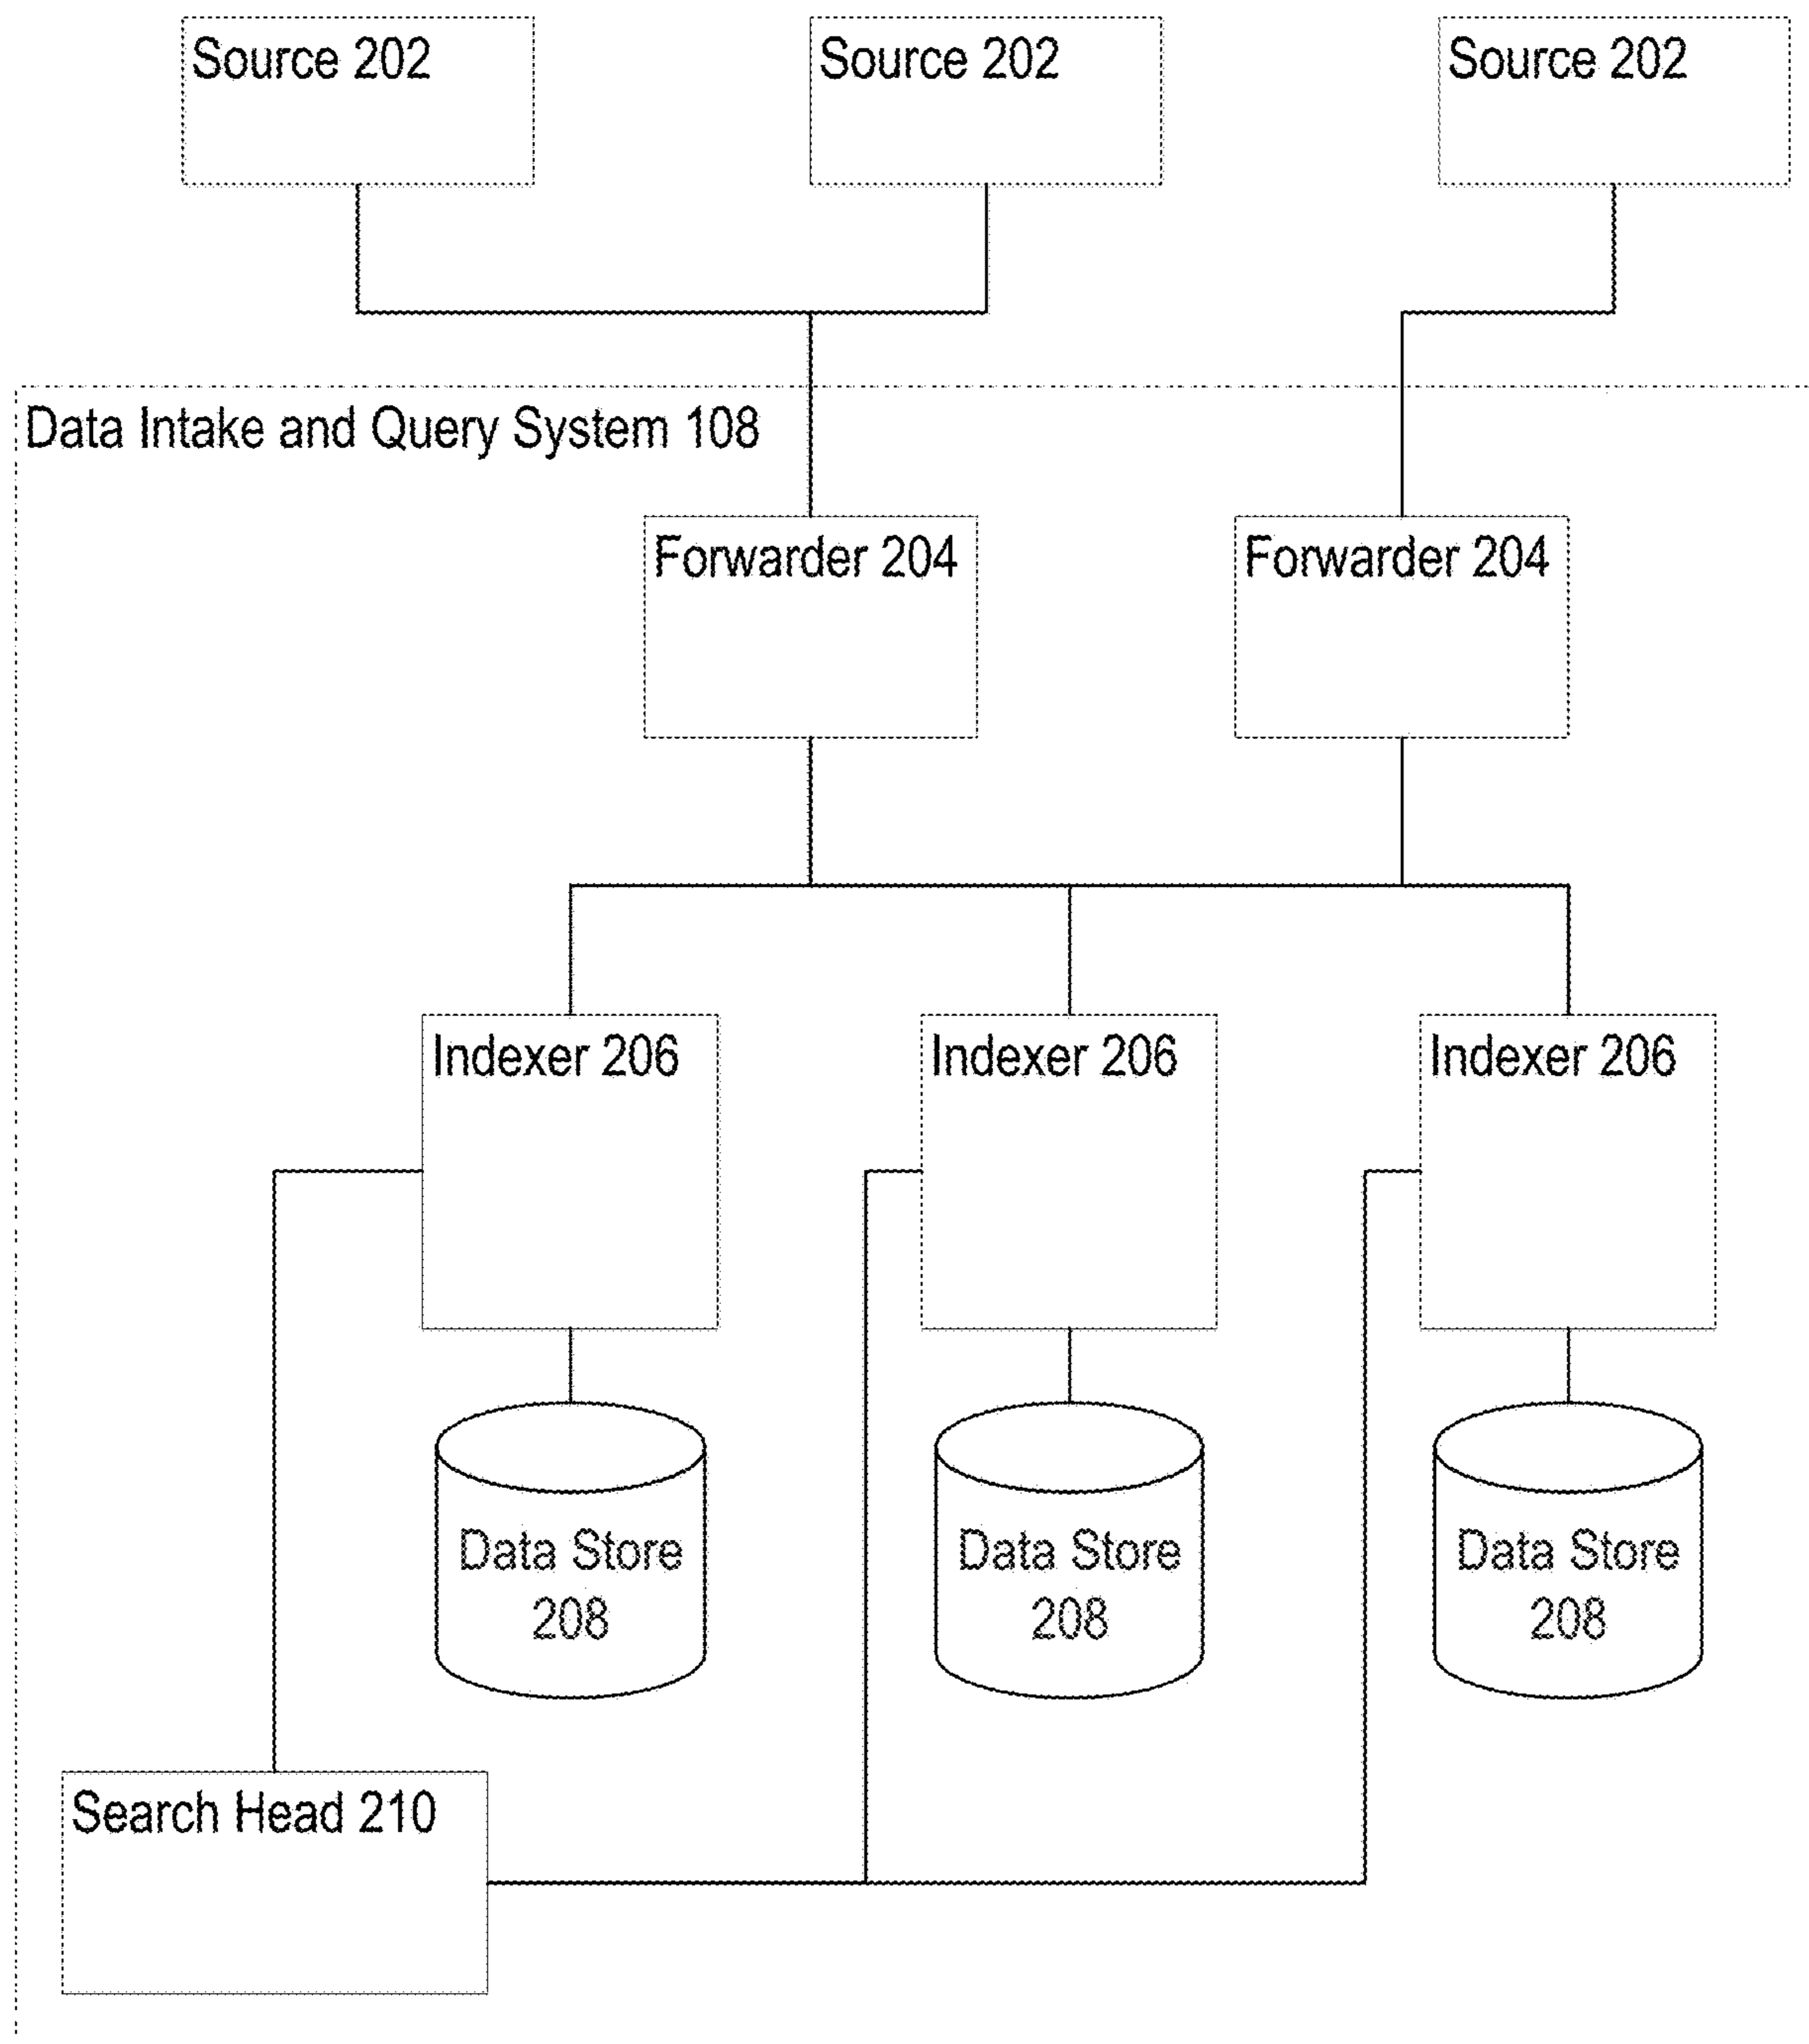 Source 202
Source 202
Source 202
Data Intake and Query System 108
Forwarder 204
Forwarder 204
Indexer 206
Indexer 206
Indexer 206
Data Store
208
Data Store
208
Data Store
208
Search Head 210